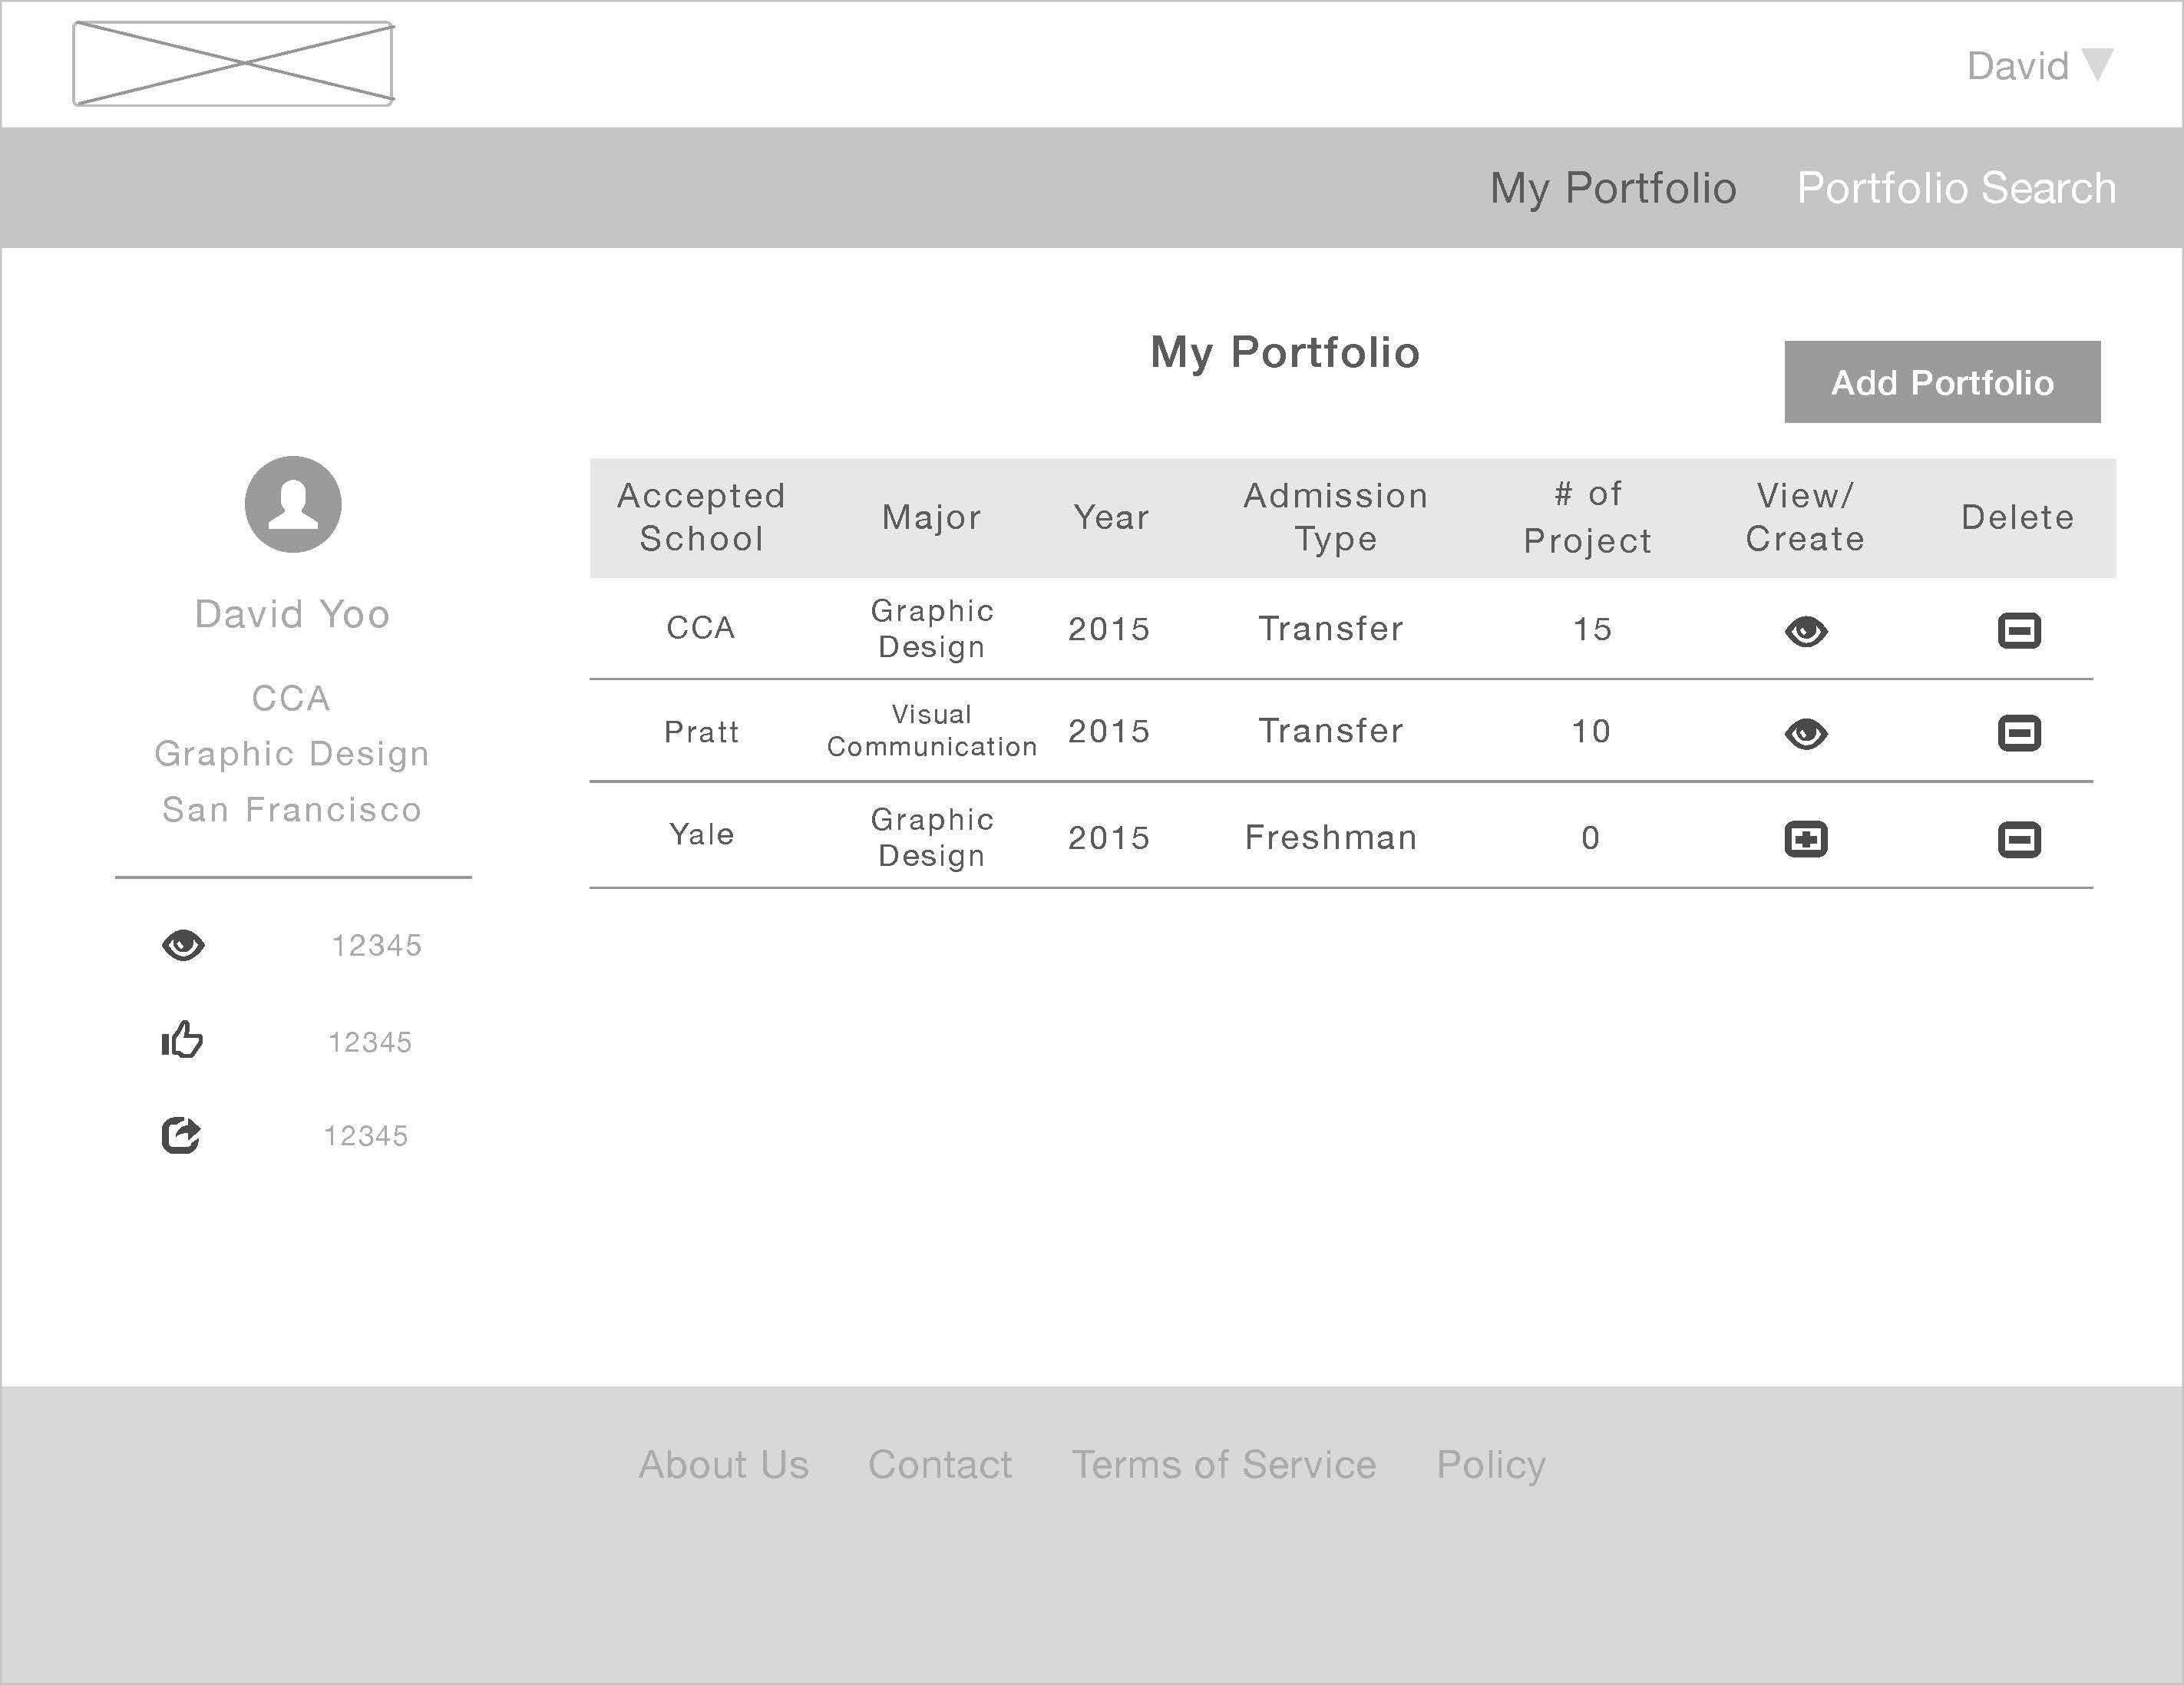 David
My Portfolio Portfolio Search
My Portfolio
Add Portfolio
David Yoo
CCA
Graphic Design
San Francisco
12345
12345
12345
Accepted School Major Year Admission Type # of Project View/ Create Delete
CCA Graphic Design 2015 Transfer 15
Pratt Visual Communication 2015 Transfer 10
Yale Graphic Design 2015 Freshman 0
About Us Contact Terms of Service Policy